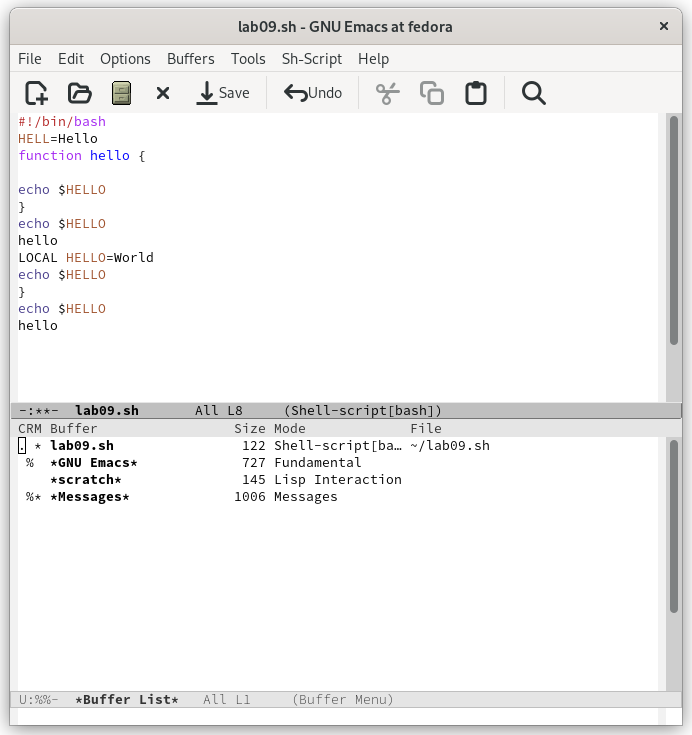 lab09.sh - GNU Emacs at fedora ×
File Edit Options Buffers Tools Sh-Script Help
Save Undo
#!/bin/bash
HELL=Hello
function hello {
echo $HELLO
}
echo $HELLO
hello
LOCAL HELLO=World
echo $HELLO
}
echo $HELLO
hello
-:**- lab09.sh All L8 (Shell-script[bash])
CRM Buffer Size Mode File
. * lab09.sh 122 Shell-script[ba… ~/lab09.sh
% *GNU Emacs* 727 Fundamental
*scratch* 145 Lisp Interaction
%* *Messages* 1006 Messages
U:%%- *Buffer List* All L1 (Buffer Menu)